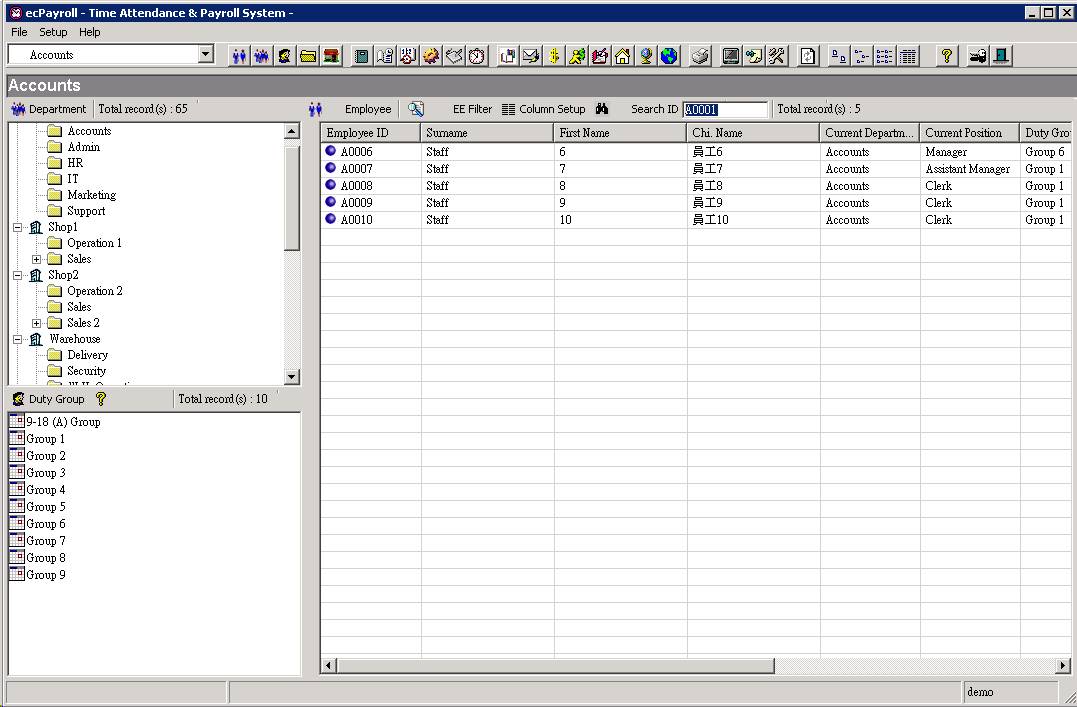 ecPayroll - Time Attendance & Payroll System -
File Setup Help
Accounts
Accounts
Department Total record(s) : 65
Employee EE Filter Column Setup Search ID A0001 Total record(s) : 5
Accounts
Admin
HR
IT
Marketing
Support
Shop1
Operation 1
Sales
Shop2
Operation 2
Sales
Sales 2
Warehouse
Delivery
Security
Duty Group Total record(s) : 10
9-18 (A) Group
Group 1
Group 2
Group 3
Group 4
Group 5
Group 6
Group 7
Group 8
Group 9
Employee ID Surname First Name Chi. Name Current Departm... Current Position Duty Gro
A0006 Staff 6 員工6 Accounts Manager Group 6
A0007 Staff 7 員工7 Accounts Assistant Manager Group 1
A0008 Staff 8 員工8 Accounts Clerk Group 1
A0009 Staff 9 員工9 Accounts Clerk Group 1
A0010 Staff 10 員工10 Accounts Clerk Group 1
demo